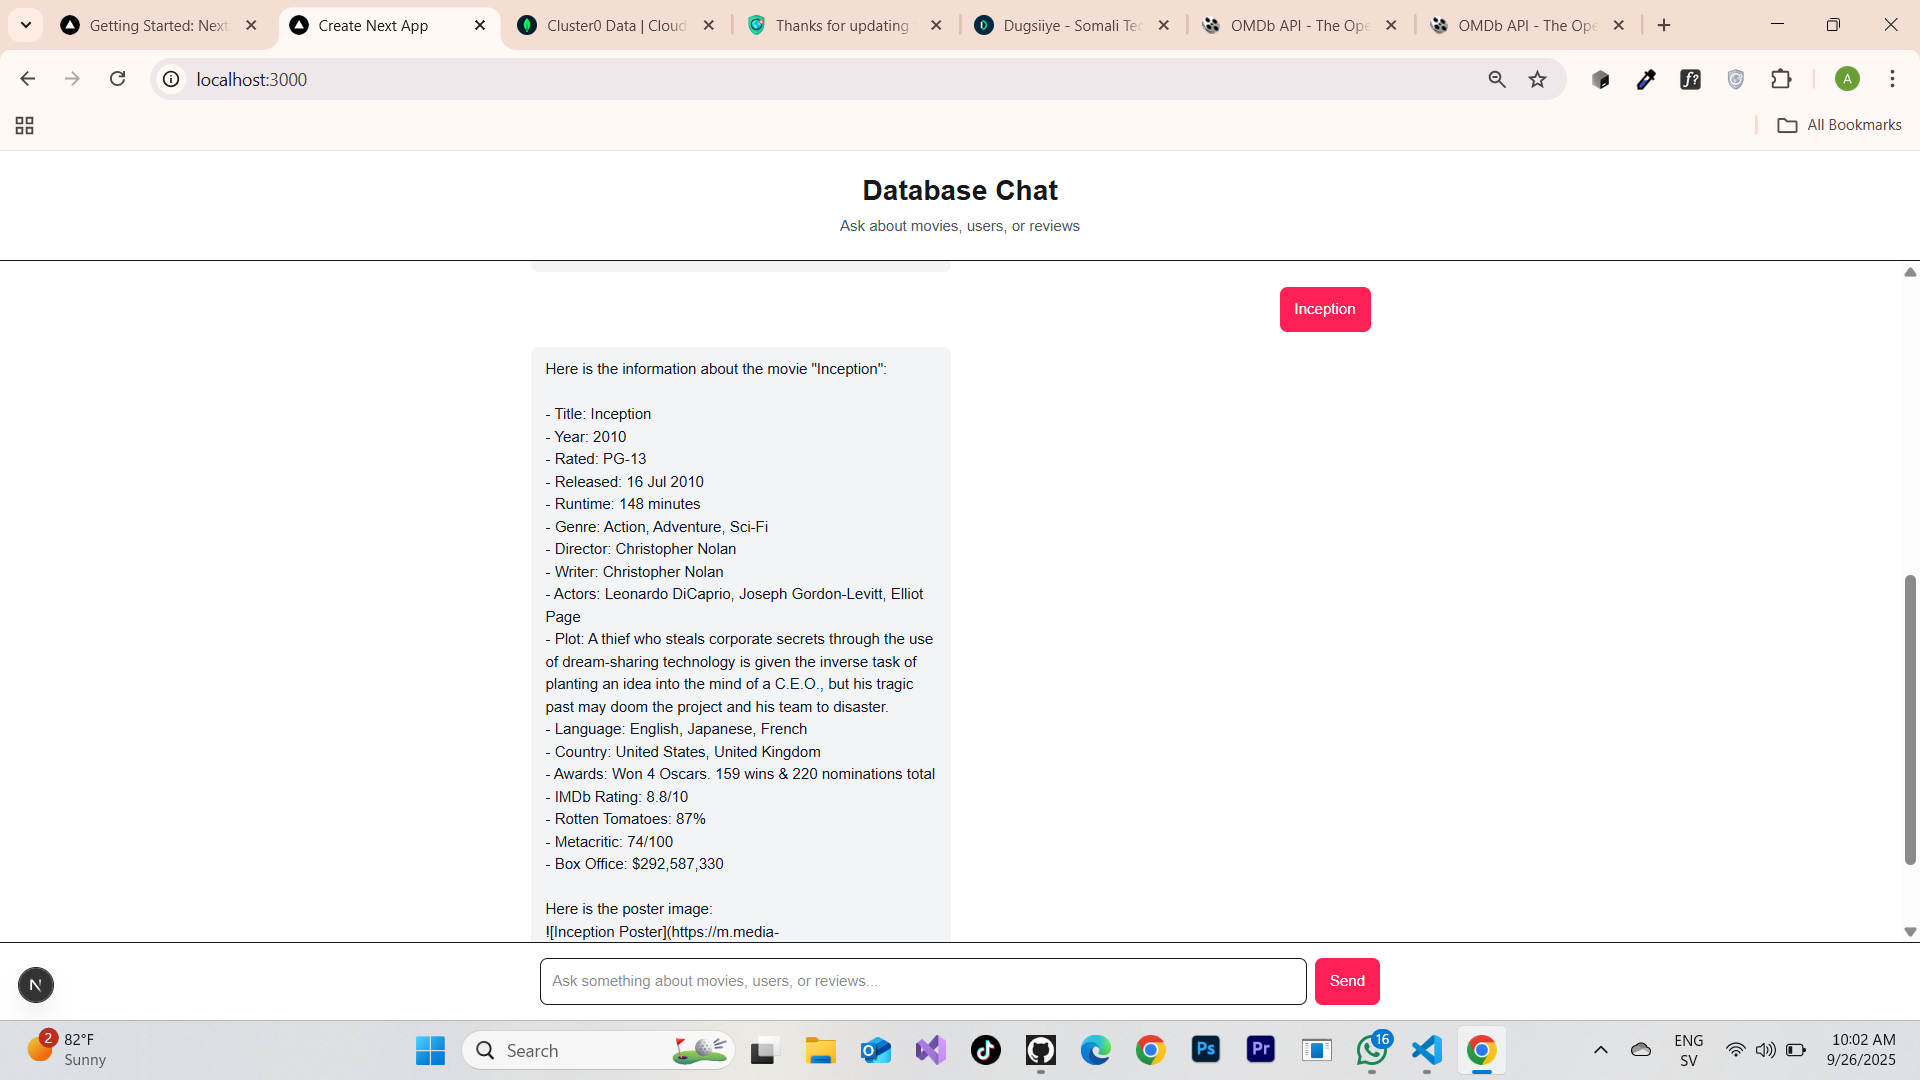 Getting Started: Next
Create Next App
Cluster0 Data | Cloud
Thanks for updating
Dugsiiye - Somali Tec
OMDb API - The Ope
OMDb API - The Ope
localhost:3000
A
All Bookmarks
Database Chat
Ask about movies, users, or reviews
Inception
Here is the information about the movie "Inception":
- Title: Inception
- Year: 2010
- Rated: PG-13
- Released: 16 Jul 2010
- Runtime: 148 minutes
- Genre: Action, Adventure, Sci-Fi
- Director: Christopher Nolan
- Writer: Christopher Nolan
- Actors: Leonardo DiCaprio, Joseph Gordon-Levitt, Elliot
Page
- Plot: A thief who steals corporate secrets through the use
of dream-sharing technology is given the inverse task of
planting an idea into the mind of a C.E.O., but his tragic
past may doom the project and his team to disaster.
- Language: English, Japanese, French
- Country: United States, United Kingdom
- Awards: Won 4 Oscars. 159 wins & 220 nominations total
- IMDb Rating: 8.8/10
- Rotten Tomatoes: 87%
- Metacritic: 74/100
- Box Office: $292,587,330
Here is the poster image:
![Inception Poster](https://m.media-
N
Ask something about movies, users, or reviews...
Send
2
82°F
Sunny
Search
Ps
Pr
16
ENG
SV
10:02 AM
9/26/2025